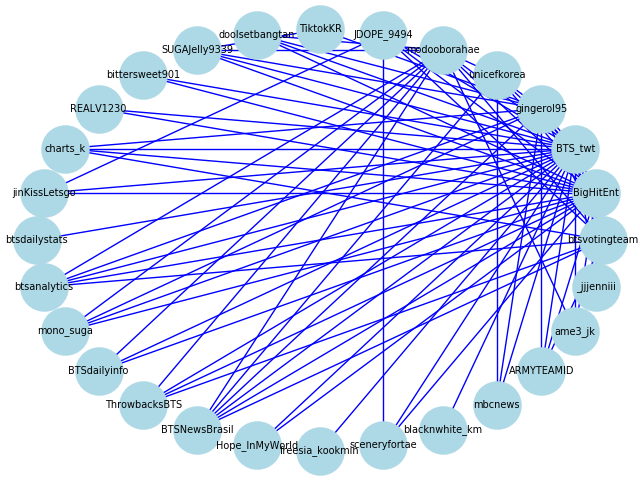 TiktokKR
doolsetbangtan
JDOPE_9494
SUGAJelly9339
modooborahae
bittersweet901
unicefkorea
REALV1230
gingerol95
charts_k
BTS_twt
jinKissLetsgo
BigHitEnt
btsdailystats
btsvotingteam
btsanalytics
_jjjenniii
mono_suga
ame3_jk
BTSdailyinfo
ARMYTEAMID
ThrowbacksBTS
mbcnews
BTSNewsBrasil
blacknwhite_km
Hope_InMyWorld
sceneryfortae
freesia_kookmin